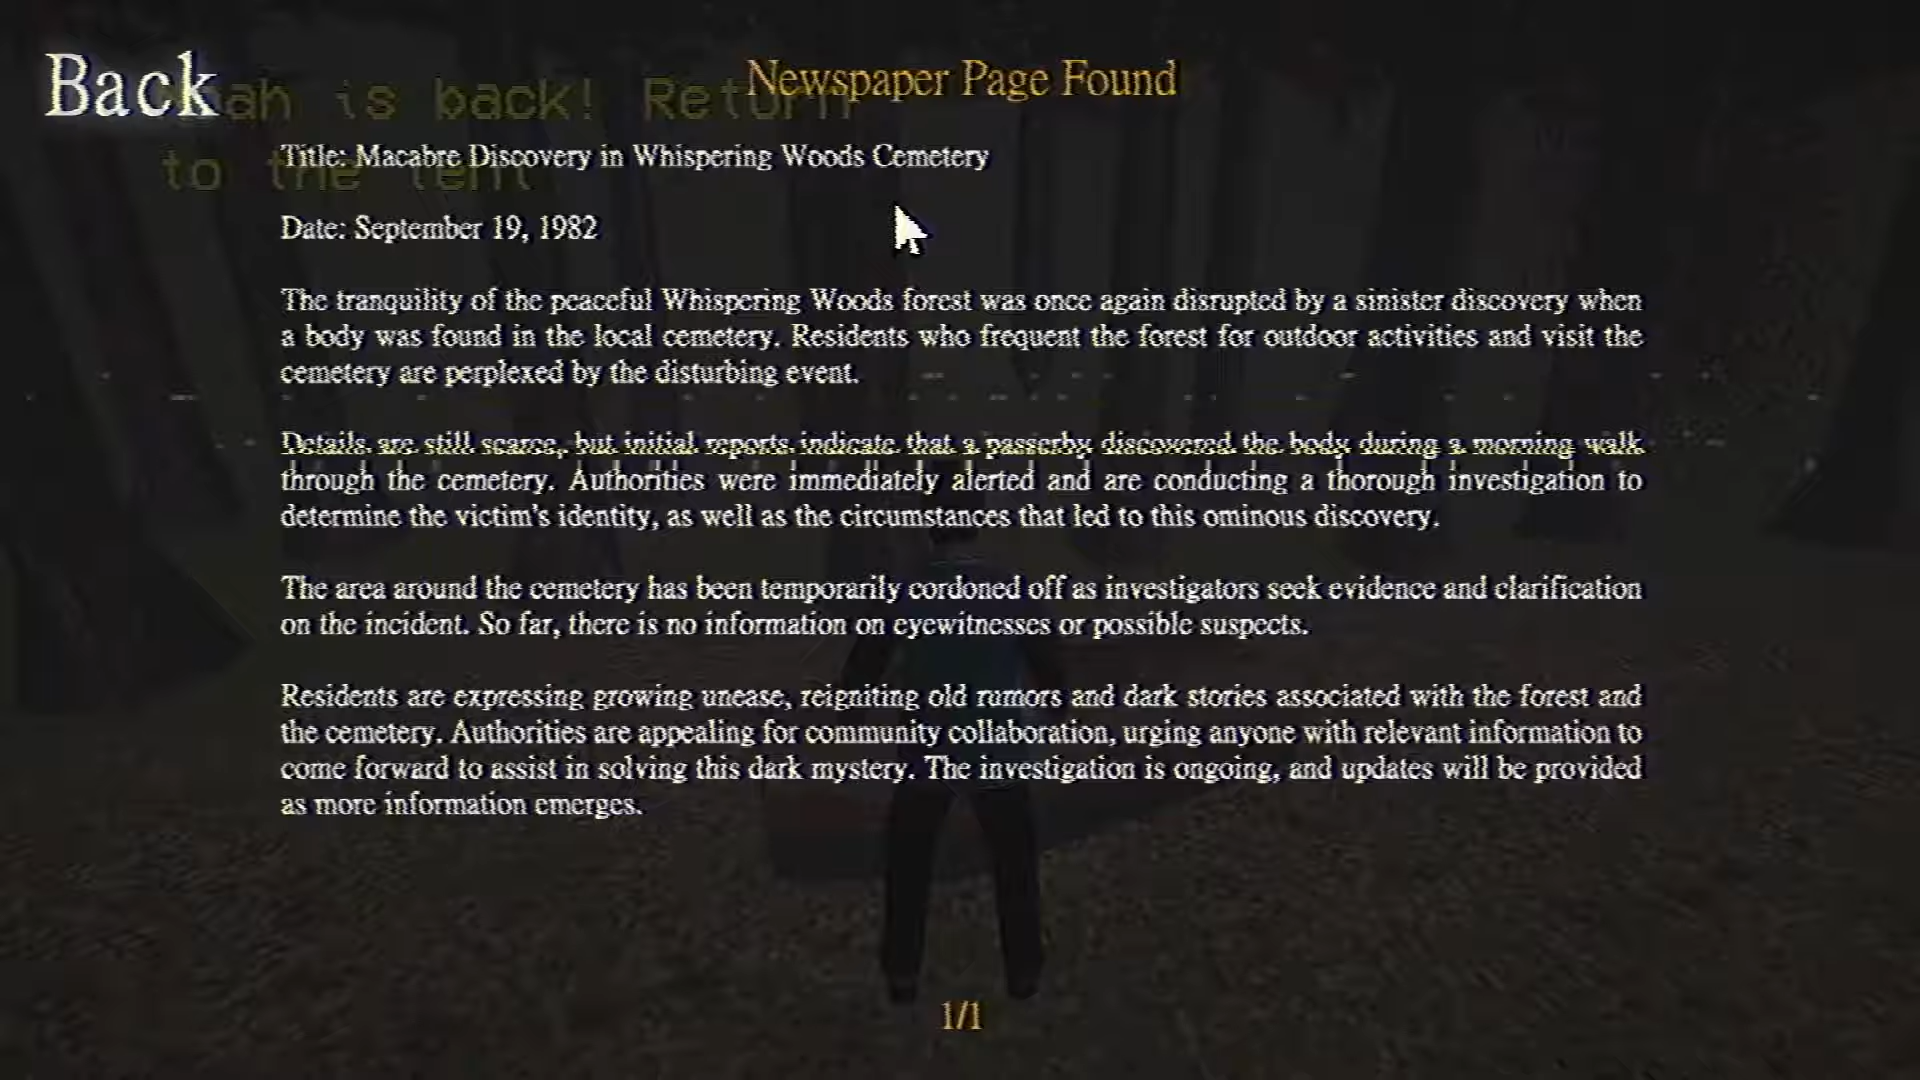 Back
Newspaper Page Found
is back! Return
to the tent
Title: Macabre Discovery in Whispering Woods Cemetery
Date: September 19, 1982
The tranquility of the peaceful Whispering Woods forest was once again disrupted by a sinister discovery when
a body was found in the local cemetery. Residents who frequent the forest for outdoor activities and visit the
cemetery are perplexed by the disturbing event.
Details are still scarce, but initial reports indicate that a passerby discovered the body during a morning walk
through the cemetery. Authorities were immediately alerted and are conducting a thorough investigation to
determine the victim's identity, as well as the circumstances that led to this ominous discovery.
The area around the cemetery has been temporarily cordoned off as investigators seek evidence and clarification
on the incident. So far, there is no information on eyewitnesses or possible suspects.
Residents are expressing growing unease, reigniting old rumors and dark stories associated with the forest and
the cemetery. Authorities are appealing for community collaboration, urging anyone with relevant information to
come forward to assist in solving this dark mystery. The investigation is ongoing, and updates will be provided
as more information emerges.
1/1